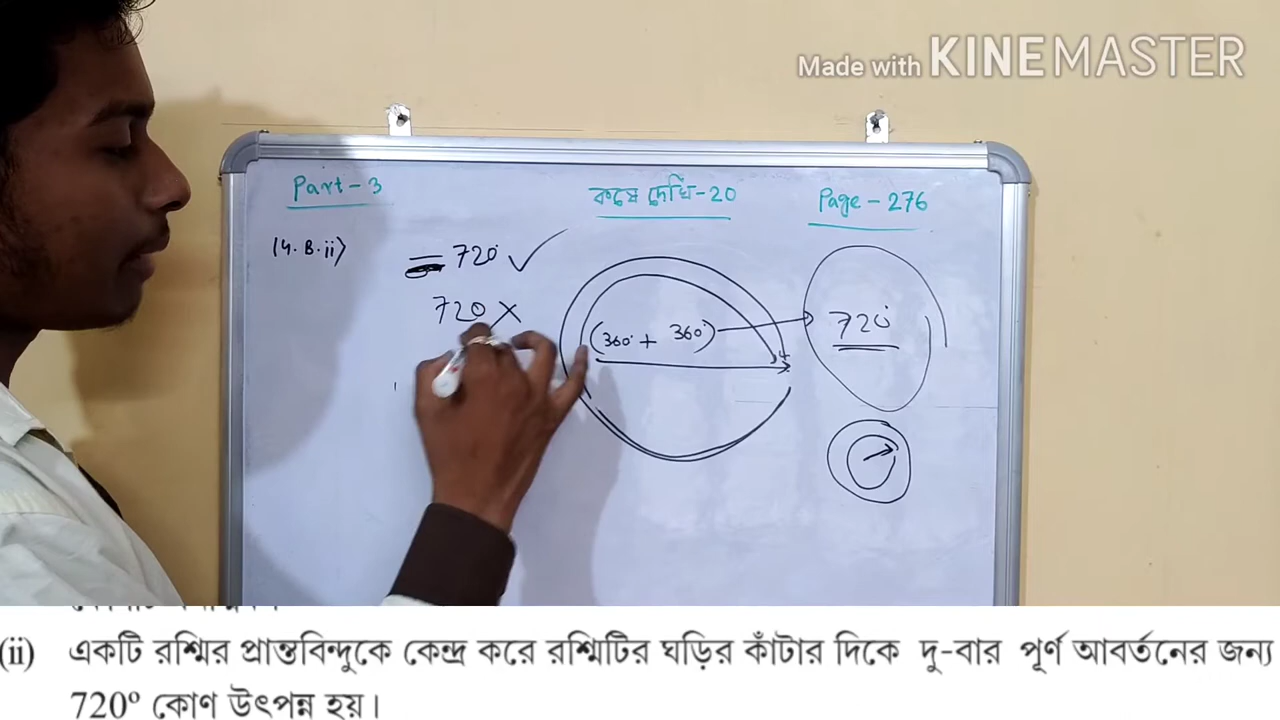 Made with KINEMASTER
Part - 3
কষে দেখি - 20
Page - 276
(4. B. ii)
= 720° ✓
720 ×
(360° + 360°)
720°
(ii) একটি রশ্মির প্রান্তবিন্দুকে কেন্দ্র করে রশ্মিটির ঘড়ির কাঁটার দিকে দু-বার পূর্ণ আবর্তনের জন্য
720° কোণ উৎপন্ন হয়।